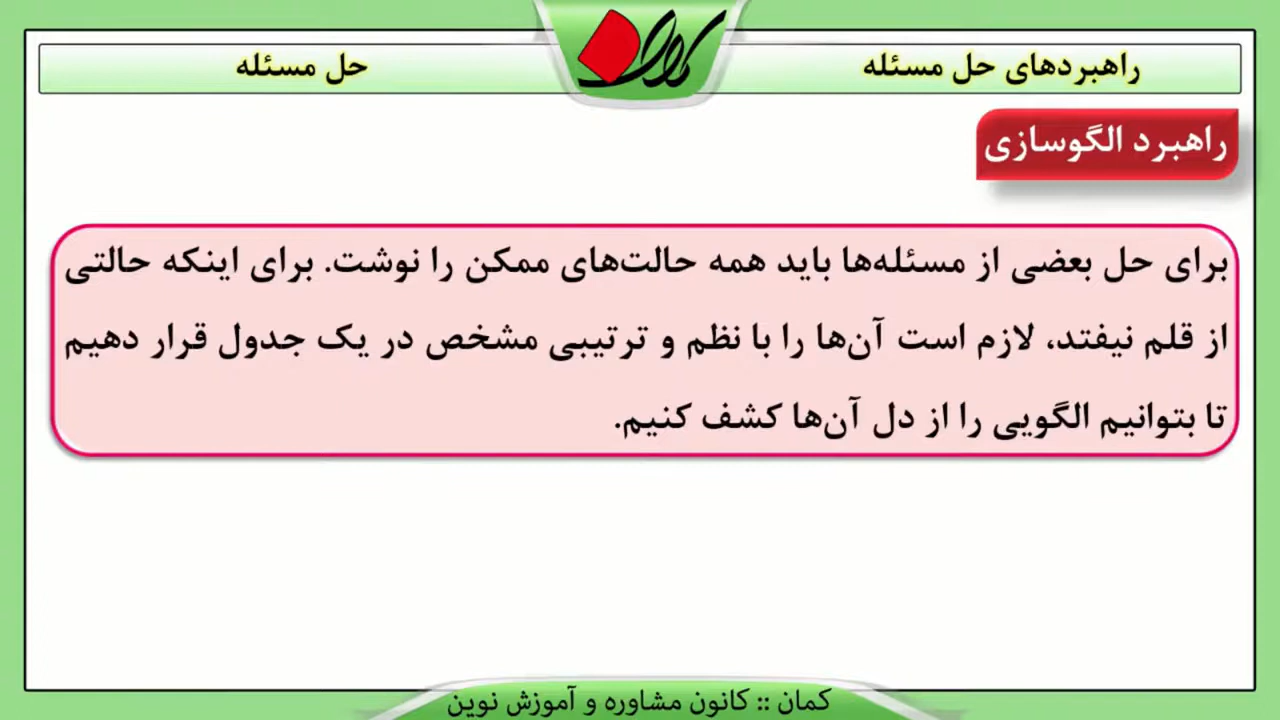 راهبردهای حل مسئله
کمان
حل مسئله
راهبرد الگوسازی
برای حل بعضی از مسئله‌ها باید همه حالت‌های ممکن را نوشت. برای اینکه حالتی
از قلم نیفتد، لازم است آن‌ها را با نظم و ترتیبی مشخص در یک جدول قرار دهیم
تا بتوانیم الگویی را از دل آن‌ها کشف کنیم.
کمان :: کانون مشاوره و آموزش نوین